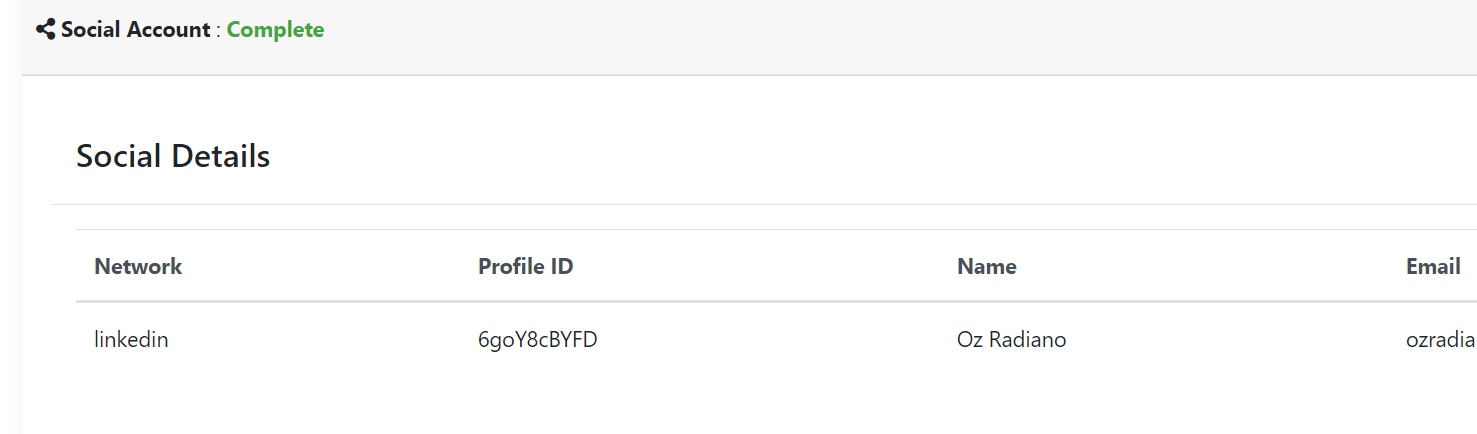 Social Account : Complete
Social Details
Network Profile ID Name Email
linkedin 6goY8cBYFD Oz Radiano ozradia